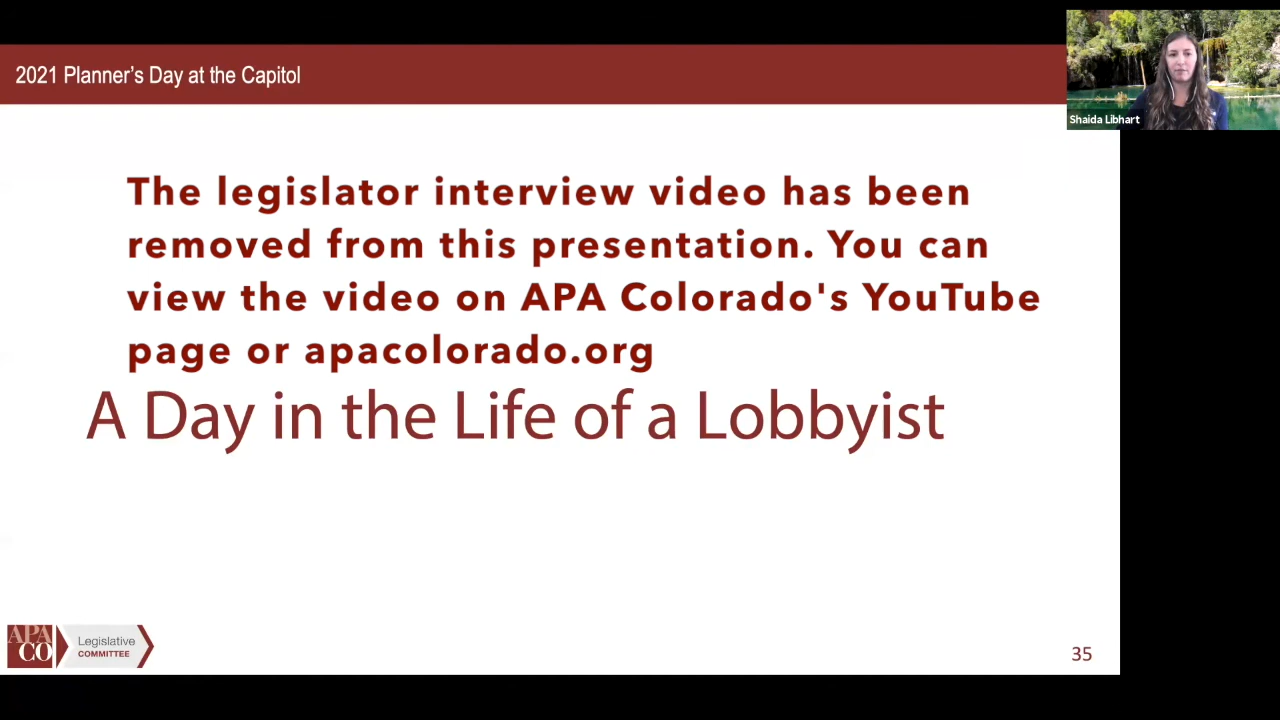 2021 Planner's Day at the Capitol
Shaida Libhart
The legislator interview video has been
removed from this presentation. You can
view the video on APA Colorado's YouTube
page or apacolorado.org
A Day in the Life of a Lobbyist
APA
CO
Legislative
COMMITTEE
35